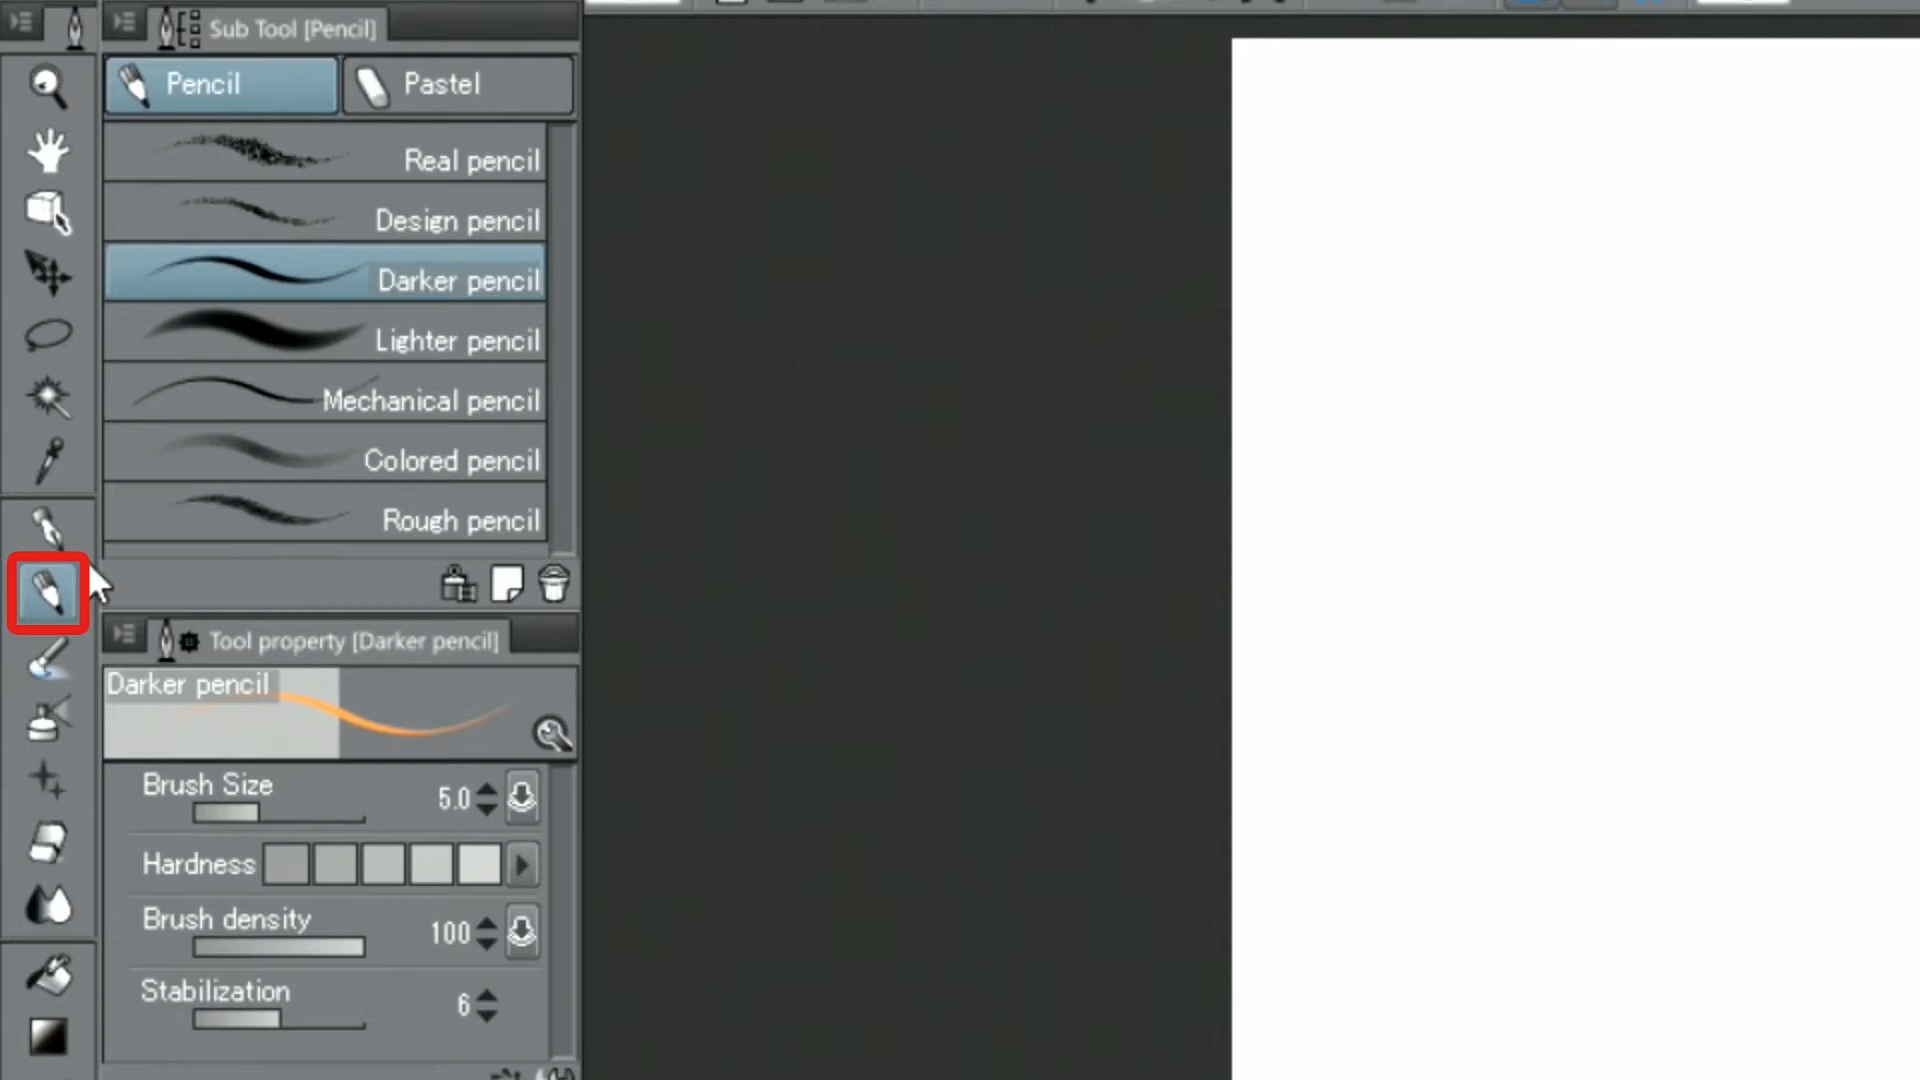 Sub Tool [Pencil]
Pencil
Pastel
Real pencil
Design pencil
Darker pencil
Lighter pencil
Mechanical pencil
Colored pencil
Rough pencil
Tool property [Darker pencil]
Darker pencil
Brush Size 5.0
Hardness
Brush density 100
Stabilization 6